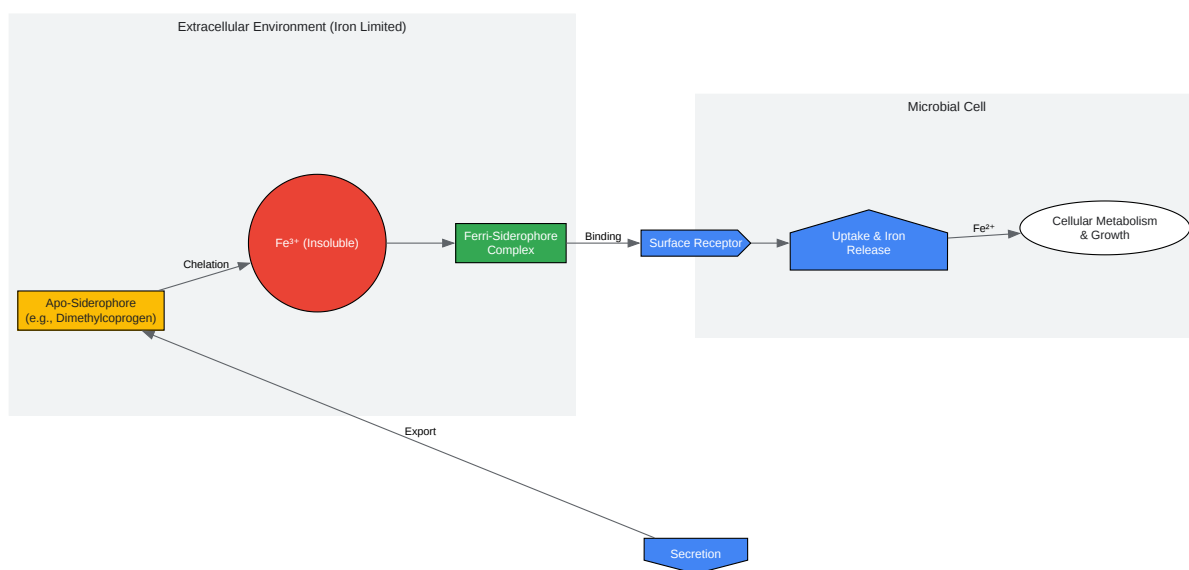 Extracellular Environment (Iron Limited)
Microbial Cell
Fe³⁺ (Insoluble)
Ferri-Siderophore
Complex
Binding
Surface Receptor
Uptake & Iron
Release
Fe²⁺
Cellular Metabolism
& Growth
Chelation
Apo-Siderophore
(e.g., Dimethylcoprogen)
Export
Secretion